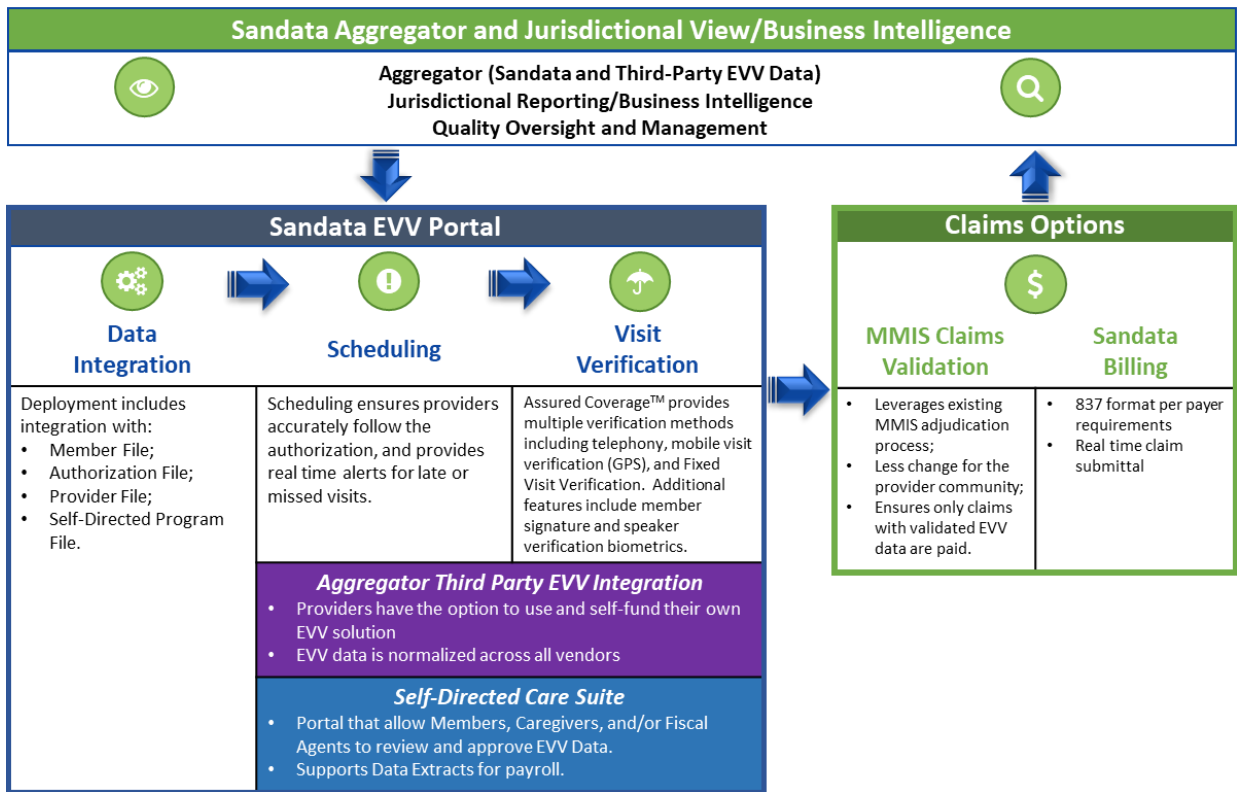 Sandata Aggregator and Jurisdictional View/Business Intelligence
Aggregator (Sandata and Third-Party EVV Data)
Jurisdictional Reporting/Business Intelligence
Quality Oversight and Management
Sandata EVV Portal
Data
Integration
Scheduling
Visit
Verification
Deployment includes
integration with:
• Member File;
• Authorization File;
• Provider File;
• Self-Directed Program
File.
Scheduling ensures providers
accurately follow the
authorization, and provides
real time alerts for late or
missed visits.
Assured Coverage™ provides
multiple verification methods
including telephony, mobile visit
verification (GPS), and Fixed
Visit Verification. Additional
features include member
signature and speaker
verification biometrics.
Aggregator Third Party EVV Integration
• Providers have the option to use and self-fund their own
EVV solution
• EVV data is normalized across all vendors
Self-Directed Care Suite
• Portal that allow Members, Caregivers, and/or Fiscal
Agents to review and approve EVV Data.
• Supports Data Extracts for payroll.
Claims Options
$
MMIS Claims
Validation
Sandata
Billing
• Leverages existing
MMIS adjudication
process;
• Less change for the
provider community;
• Ensures only claims
with validated EVV
data are paid.
• 837 format per payer
requirements
• Real time claim
submittal